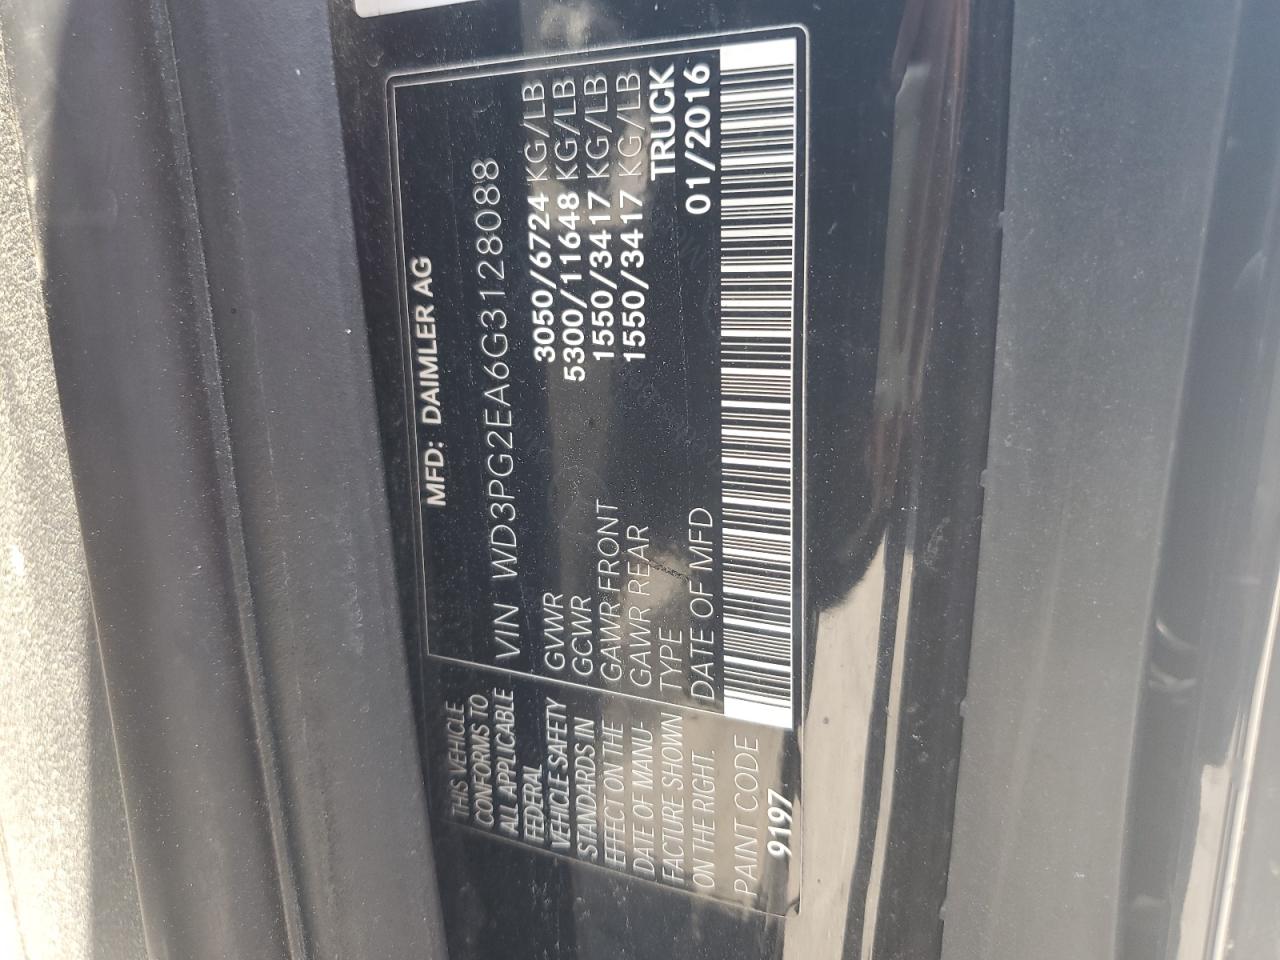 MFD: DAIMLER AG
VIN WD3PG2EA6G3128088
GVWR 3050/6724 KG/LB
GCWR 5300/11648 KG/LB
GAWR FRONT 1550/3417 KG/LB
GAWR REAR 1550/3417 KG/LB
TYPE TRUCK
DATE OF MFD 01/2016
THIS VEHICLE
CONFORMS TO
ALL APPLICABLE
FEDERAL
VEHICLE SAFETY
STANDARDS IN
EFFECT ON THE
DATE OF MANU-
FACTURE SHOWN
ON THE RIGHT.
PAINT CODE
9197